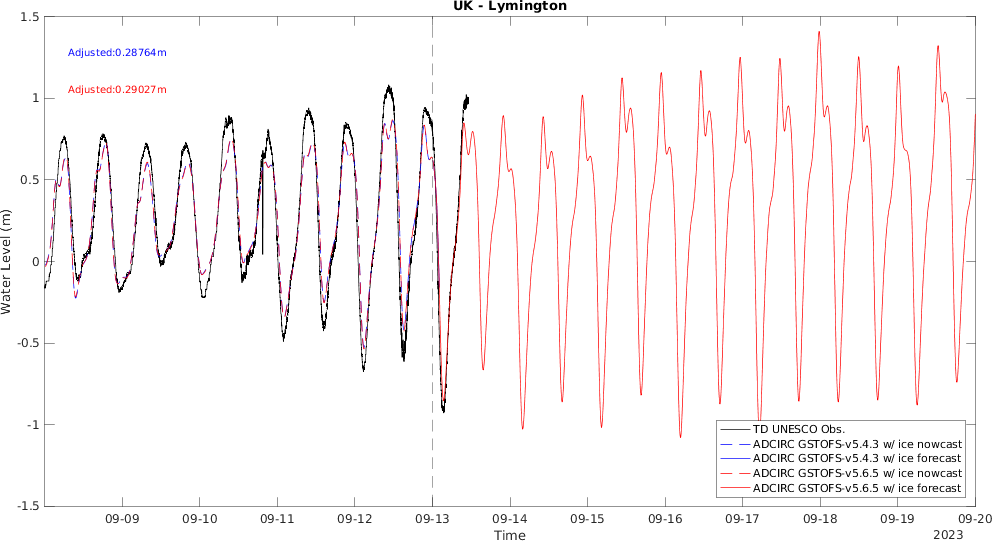 UK - Lymington
Adjusted:0.28764m
Adjusted:0.29027m
Water Level (m)
1.5
1
0.5
0
-0.5
-1
-1.5
TD UNESCO Obs.
ADCIRC GSTOFS-v5.4.3 w/ ice nowcast
ADCIRC GSTOFS-v5.4.3 w/ ice forecast
ADCIRC GSTOFS-v5.6.5 w/ ice nowcast
ADCIRC GSTOFS-v5.6.5 w/ ice forecast
09-09 09-10 09-11 09-12 09-13 09-14 09-15 09-16 09-17 09-18 09-19 09-20
Time
2023